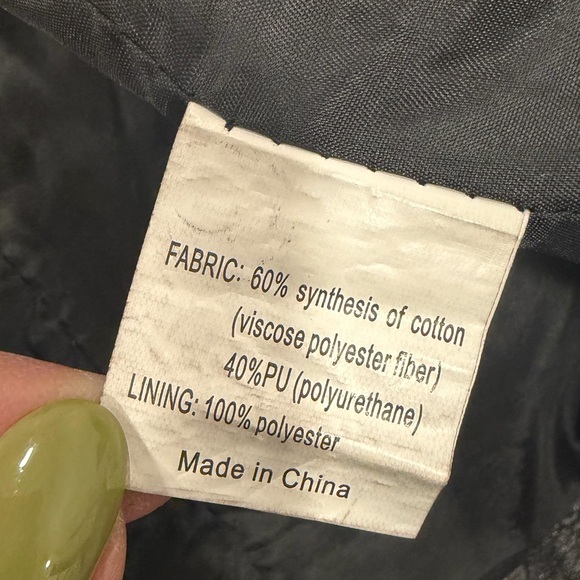 FABRIC: 60% synthesis of cotton
(viscose polyester fiber)
40%PU (polyurethane)
LINING: 100% polyester
Made in China